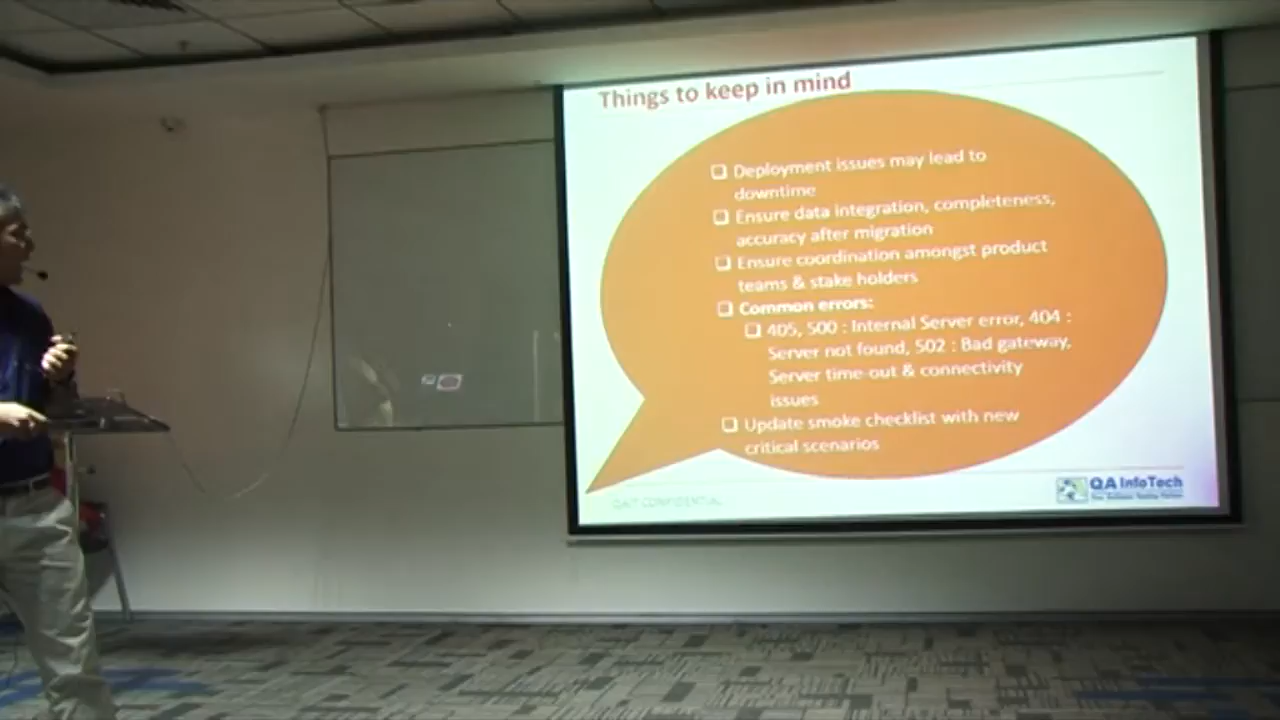 Things to keep in mind
❑ Deployment issues may lead to
downtime
❑ Ensure data integration, completeness,
accuracy after migration
❑ Ensure coordination amongst product
teams & stake holders
❑ Common errors:
❑ 405, 500 : Internal Server error, 404 :
Server not found, 502 : Bad gateway,
Server time-out & connectivity
issues
❑ Update smoke checklist with new
critical scenarios
QAIT CONFIDENTIAL
QA InfoTech